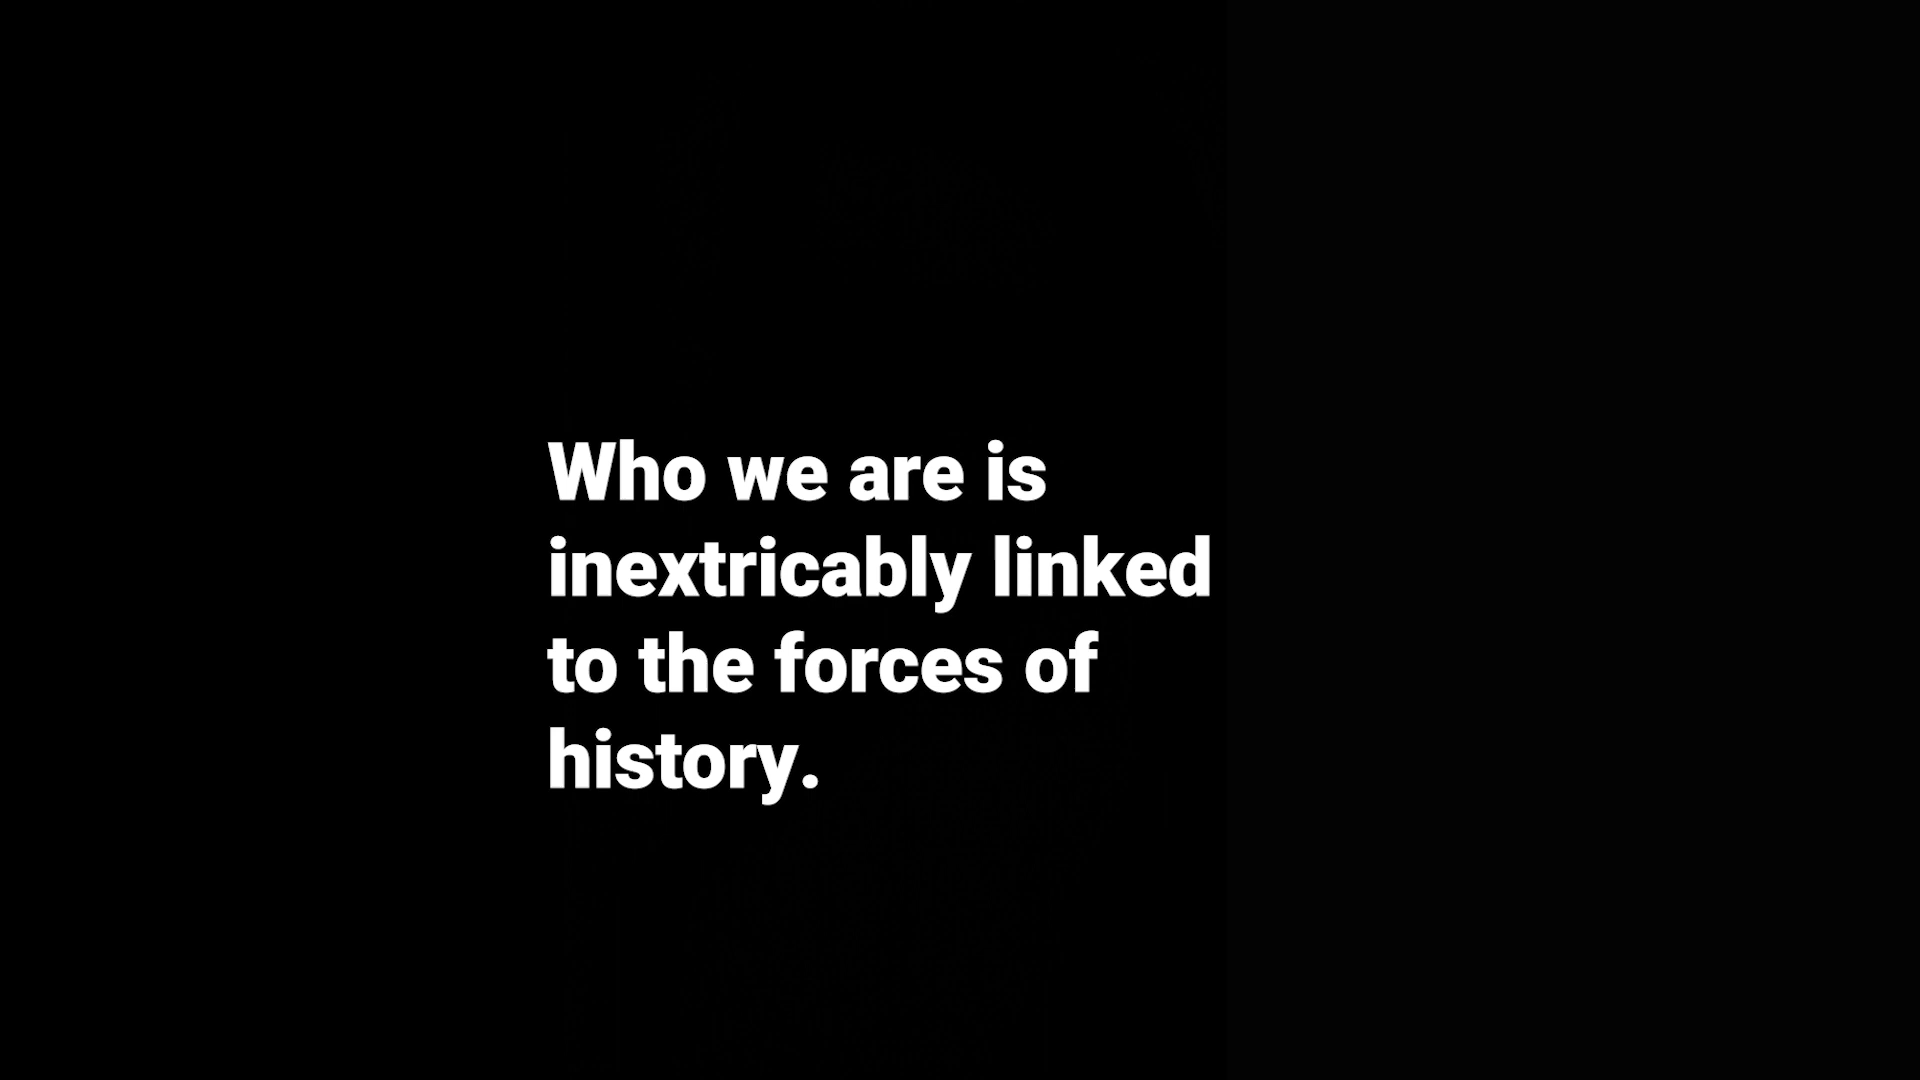 Who we are is
inextricably linked
to the forces of
history.